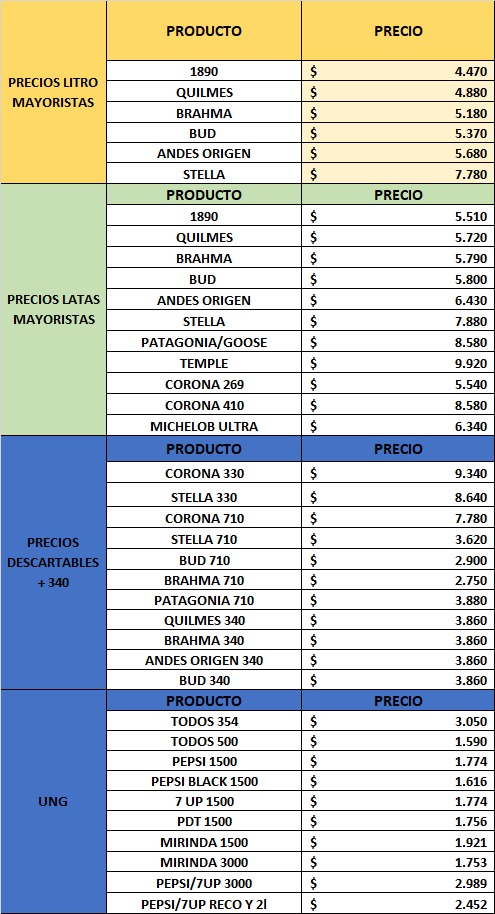 PRODUCTO PRECIO
PRECIOS LITRO MAYORISTAS
1890 $ 4.470
QUILMES $ 4.880
BRAHMA $ 5.180
BUD $ 5.370
ANDES ORIGEN $ 5.680
STELLA $ 7.780
PRODUCTO PRECIO
PRECIOS LATAS MAYORISTAS
1890 $ 5.510
QUILMES $ 5.720
BRAHMA $ 5.790
BUD $ 5.800
ANDES ORIGEN $ 6.430
STELLA $ 7.880
PATAGONIA/GOOSE $ 8.580
TEMPLE $ 9.920
CORONA 269 $ 5.540
CORONA 410 $ 8.580
MICHELOB ULTRA $ 6.340
PRODUCTO PRECIO
PRECIOS DESCARTABLES + 340
CORONA 330 $ 9.340
STELLA 330 $ 8.640
CORONA 710 $ 7.780
STELLA 710 $ 3.620
BUD 710 $ 2.900
BRAHMA 710 $ 2.750
PATAGONIA 710 $ 3.880
QUILMES 340 $ 3.860
BRAHMA 340 $ 3.860
ANDES ORIGEN 340 $ 3.860
BUD 340 $ 3.860
PRODUCTO PRECIO
UNG
TODOS 354 $ 3.050
TODOS 500 $ 1.590
PEPSI 1500 $ 1.774
PEPSI BLACK 1500 $ 1.616
7 UP 1500 $ 1.774
PDT 1500 $ 1.756
MIRINDA 1500 $ 1.921
MIRINDA 3000 $ 1.753
PEPSI/7UP 3000 $ 2.989
PEPSI/7UP RECO Y 2l $ 2.452